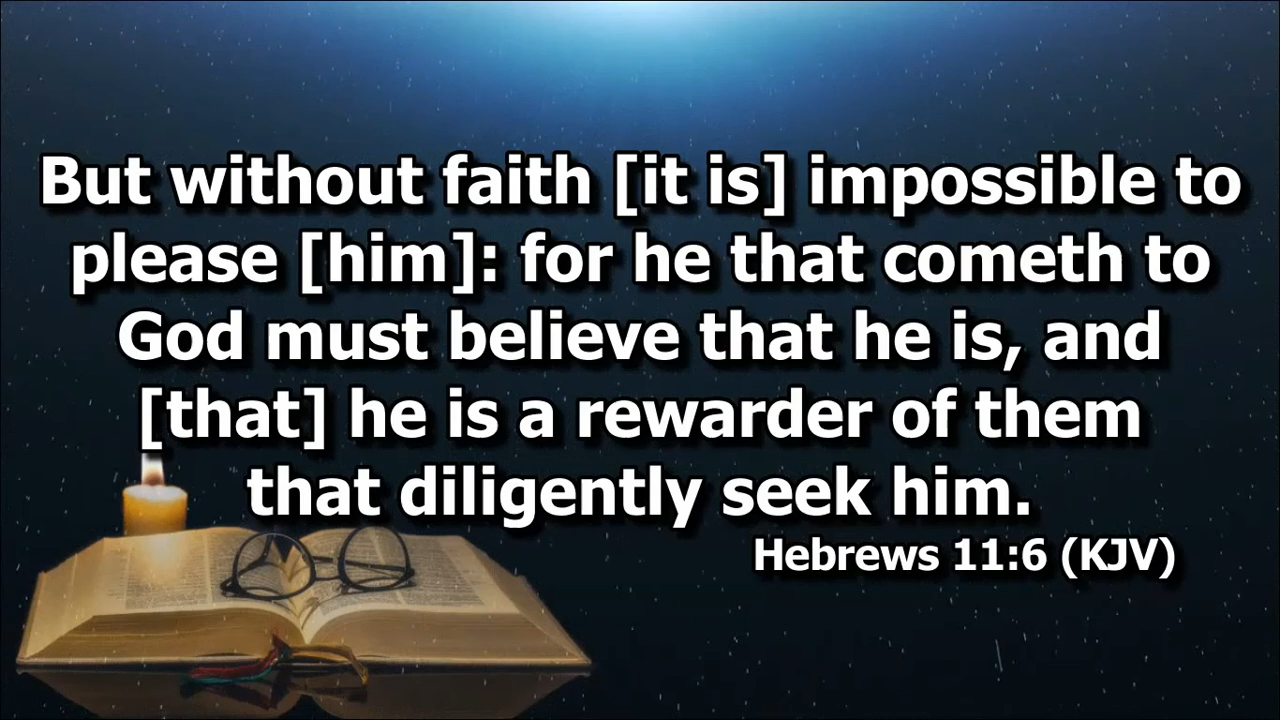 But without faith [it is] impossible to
please [him]: for he that cometh to
God must believe that he is, and
[that] he is a rewarder of them
that diligently seek him.
Hebrews 11:6 (KJV)